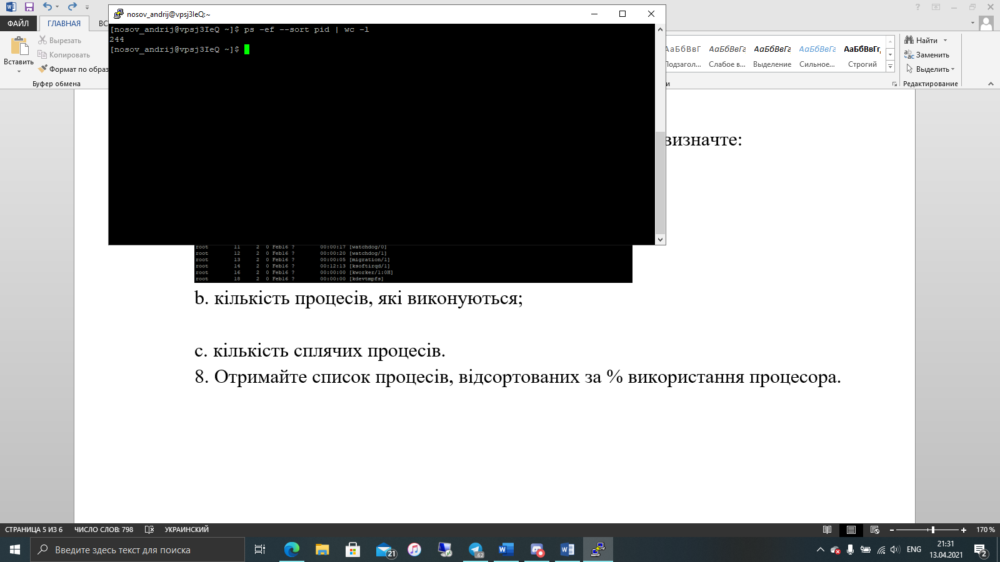 nosov_andrij@vpsj3IeQ:~
ФАЙЛ
ГЛАВНАЯ
ВС
[nosov_andrij@vpsj3IeQ ~]$ ps -ef --sort pid | wc -l
244
[nosov_andrij@vpsj3IeQ ~]$
Вставить
Вырезать
Копировать
Формат по образ
Буфер обмена
АаБбВвГ АаБбВвГг АаБбВвГг АаБбВвГг АаБбВвГг,
Подзагол... Слабое в... Выделение Сильное... Строгий
Найти
Заменить
Выделить
Редактирование
визначте:
root 11 2 0 Feb16 ? 00:00:17 [watchdog/0]
root 12 2 0 Feb16 ? 00:00:20 [watchdog/1]
root 13 2 0 Feb16 ? 00:00:05 [migration/1]
root 14 2 0 Feb16 ? 00:12:13 [ksoftirqd/1]
root 16 2 0 Feb16 ? 00:00:00 [kworker/1:0H]
root 18 2 0 Feb16 ? 00:00:00 [kdevtmpfs]
b. кількість процесів, які виконуються;
c. кількість сплячих процесів.
8. Отримайте список процесів, відсортованих за % використання процесора.
СТРАНИЦА 5 ИЗ 6 ЧИСЛО СЛОВ: 798 УКРАИНСКИЙ
170 %
Введите здесь текст для поиска
21
.62
ENG
21:31
13.04.2021
2